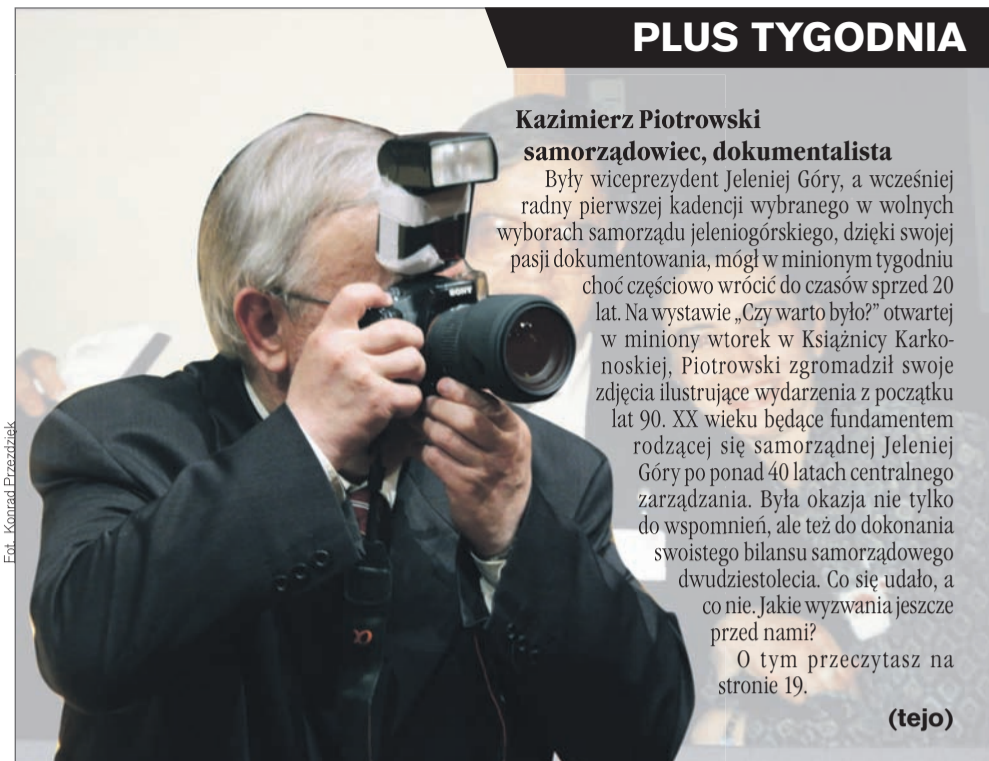 PLUS TYGODNIA
Kazimierz Piotrowski
samorządowiec, dokumentalista
Były wiceprezydent Jeleniej Góry, a wcześniej
radny pierwszej kadencji wybranego w wolnych
wyborach samorządu jeleniogórskiego, dzięki swojej
pasji dokumentowania, mógł w minionym tygodniu
choć częściowo wrócić do czasów sprzed 20
lat. Na wystawie „Czy warto było?” otwartej
w miniony wtorek w Książnicy Karko-
noskiej, Piotrowski zgromadził swoje
zdjęcia ilustrujące wydarzenia z początku
lat 90. XX wieku będące fundamentem
rodzącej się samorządnej Jeleniej
Góry po ponad 40 latach centralnego
zarządzania. Była okazja nie tylko
do wspomnień, ale też do dokonania
swoistego bilansu samorządowego
dwudziestolecia. Co się udało, a
co nie. Jakie wyzwania jeszcze
przed nami?
O tym przeczytasz na
stronie 19.
(tejo)
Fot. Konrad Przezdzięk
SONY
α